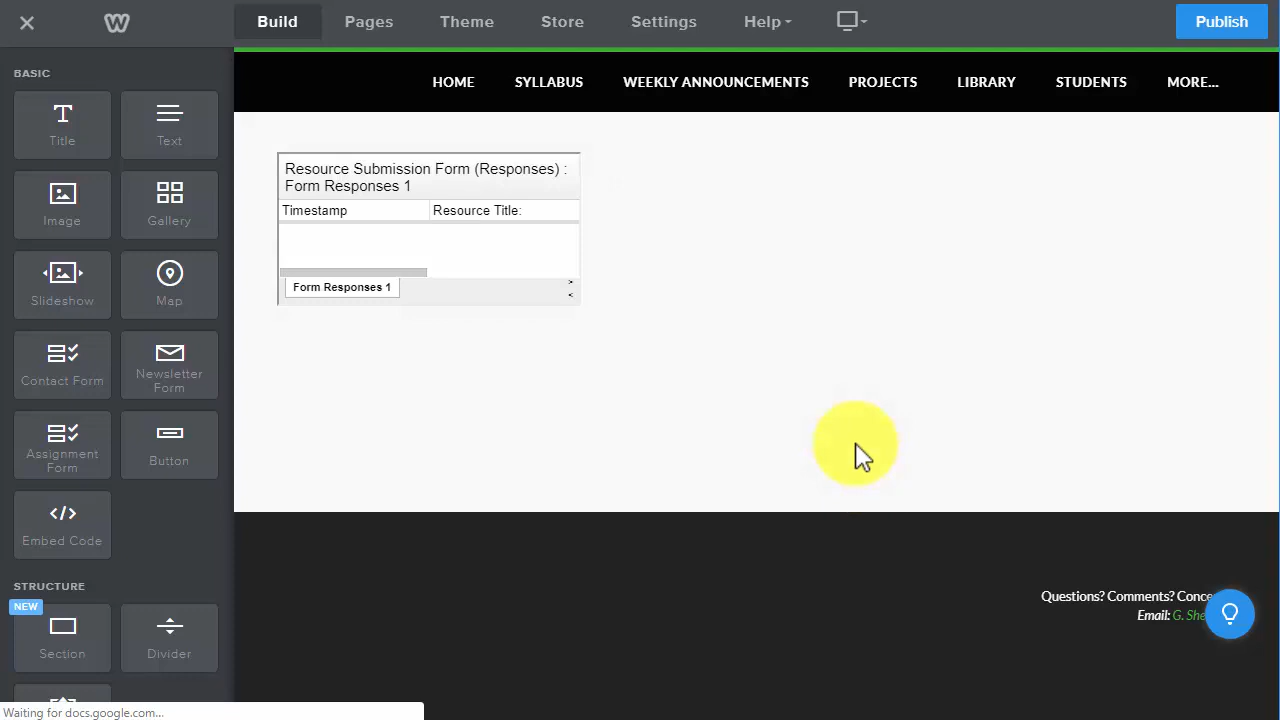 Build Pages Theme Store Settings Help Publish
BASIC
Title Text
Image Gallery
Slideshow Map
Contact Form Newsletter Form
Assignment Form Button
Embed Code
STRUCTURE
NEW
Section Divider
HOME SYLLABUS WEEKLY ANNOUNCEMENTS PROJECTS LIBRARY STUDENTS MORE...
Resource Submission Form (Responses) :
Form Responses 1
Timestamp Resource Title:
Form Responses 1
Questions? Comments?
Email: G.
Waiting for docs.google.com...